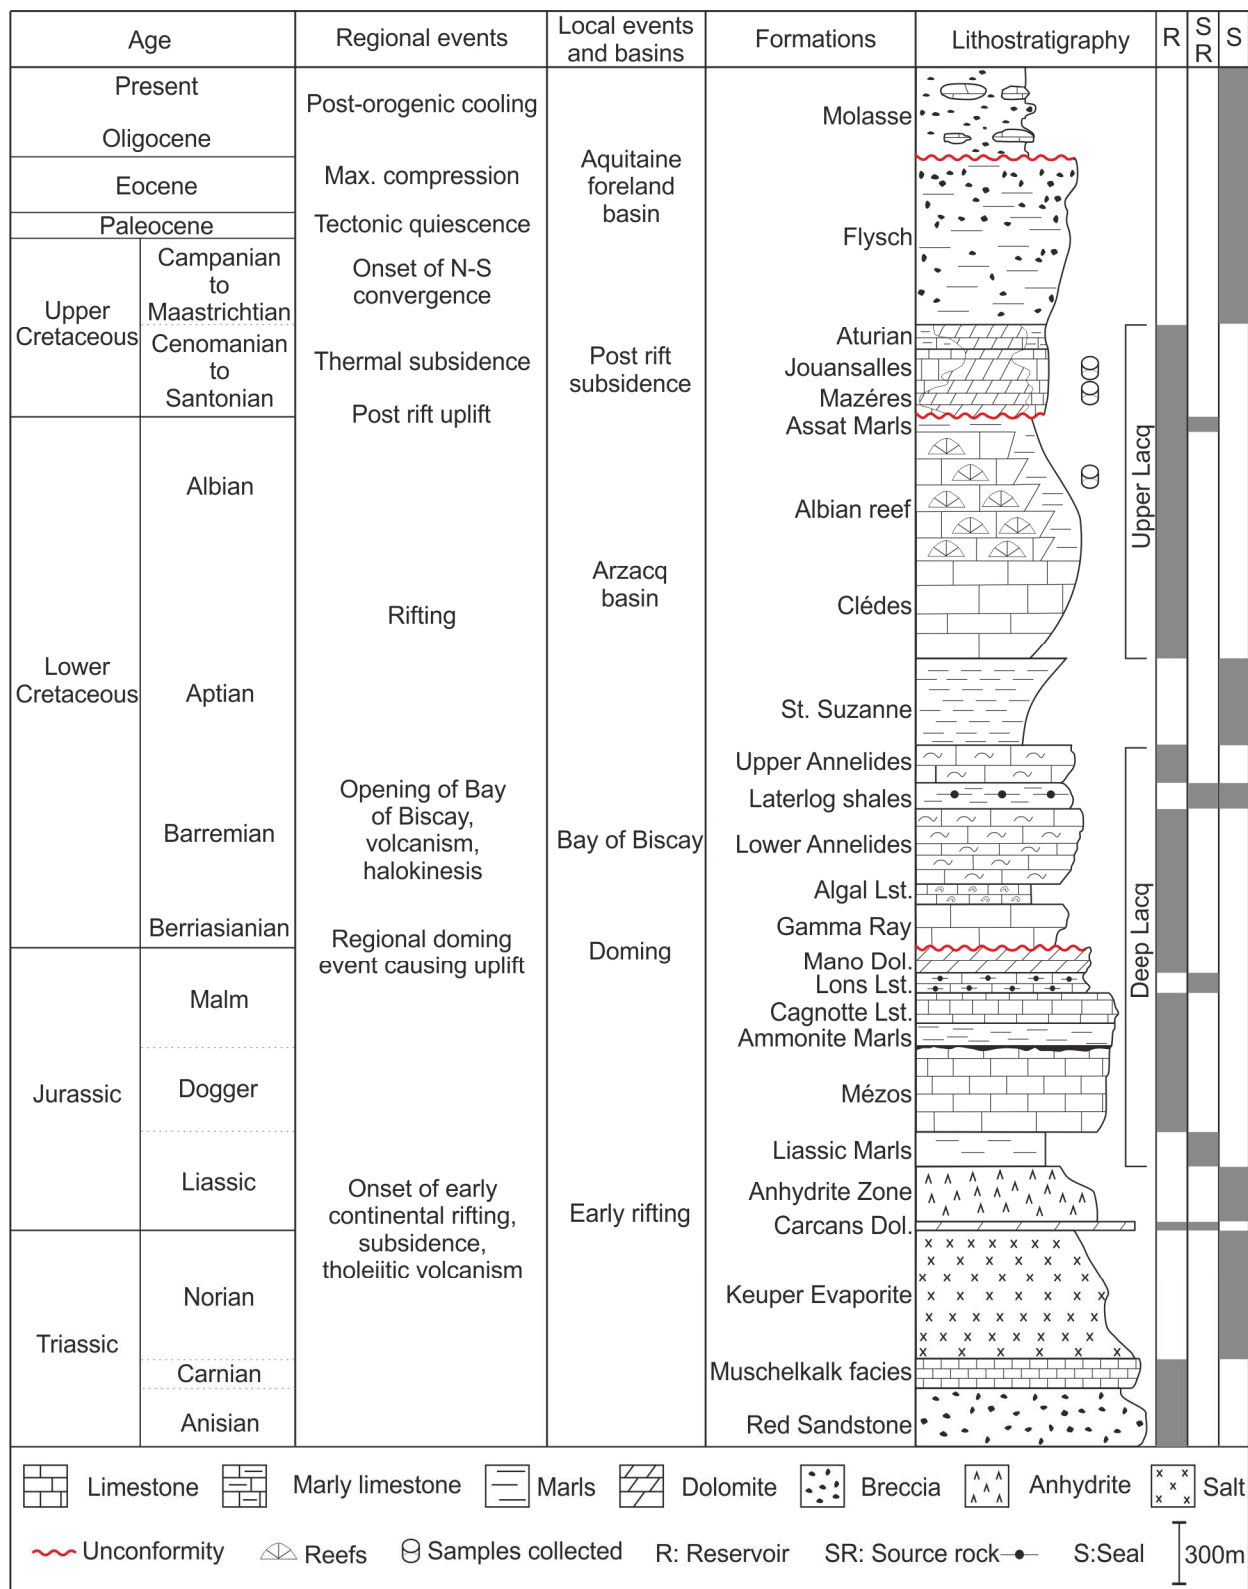 Age
Regional events
Local events
and basins
Formations
Lithostratigraphy
R
S
R
S
Present
Oligocene
Eocene
Paleocene
Upper
Cretaceous
Campanian
to
Maastrichtian
Cenomanian
to
Santonian
Lower
Cretaceous
Albian
Aptian
Barremian
Berriasianian
Jurassic
Malm
Dogger
Liassic
Triassic
Norian
Carnian
Anisian
Post-orogenic cooling
Max. compression
Tectonic quiescence
Onset of N-S
convergence
Thermal subsidence
Post rift uplift
Rifting
Opening of Bay
of Biscay,
volcanism,
halokinesis
Regional doming
event causing uplift
Onset of early
continental rifting,
subsidence,
tholeiitic volcanism
Aquitaine
foreland
basin
Post rift
subsidence
Arzacq
basin
Bay of Biscay
Doming
Early rifting
Molasse
Flysch
Aturian
Jouansalles
Mazéres
Assat Marls
Albian reef
Clédes
St. Suzanne
Upper Annelides
Laterlog shales
Lower Annelides
Algal Lst.
Gamma Ray
Mano Dol.
Lons Lst.
Cagnotte Lst.
Ammonite Marls
Mézos
Liassic Marls
Anhydrite Zone
Carcans Dol.
Keuper Evaporite
Muschelkalk facies
Red Sandstone
Upper Lacq
Deep Lacq
Limestone
Marly limestone
Marls
Dolomite
Breccia
Anhydrite
Salt
Unconformity
Reefs
Samples collected
R: Reservoir
SR: Source rock
S:Seal
300m